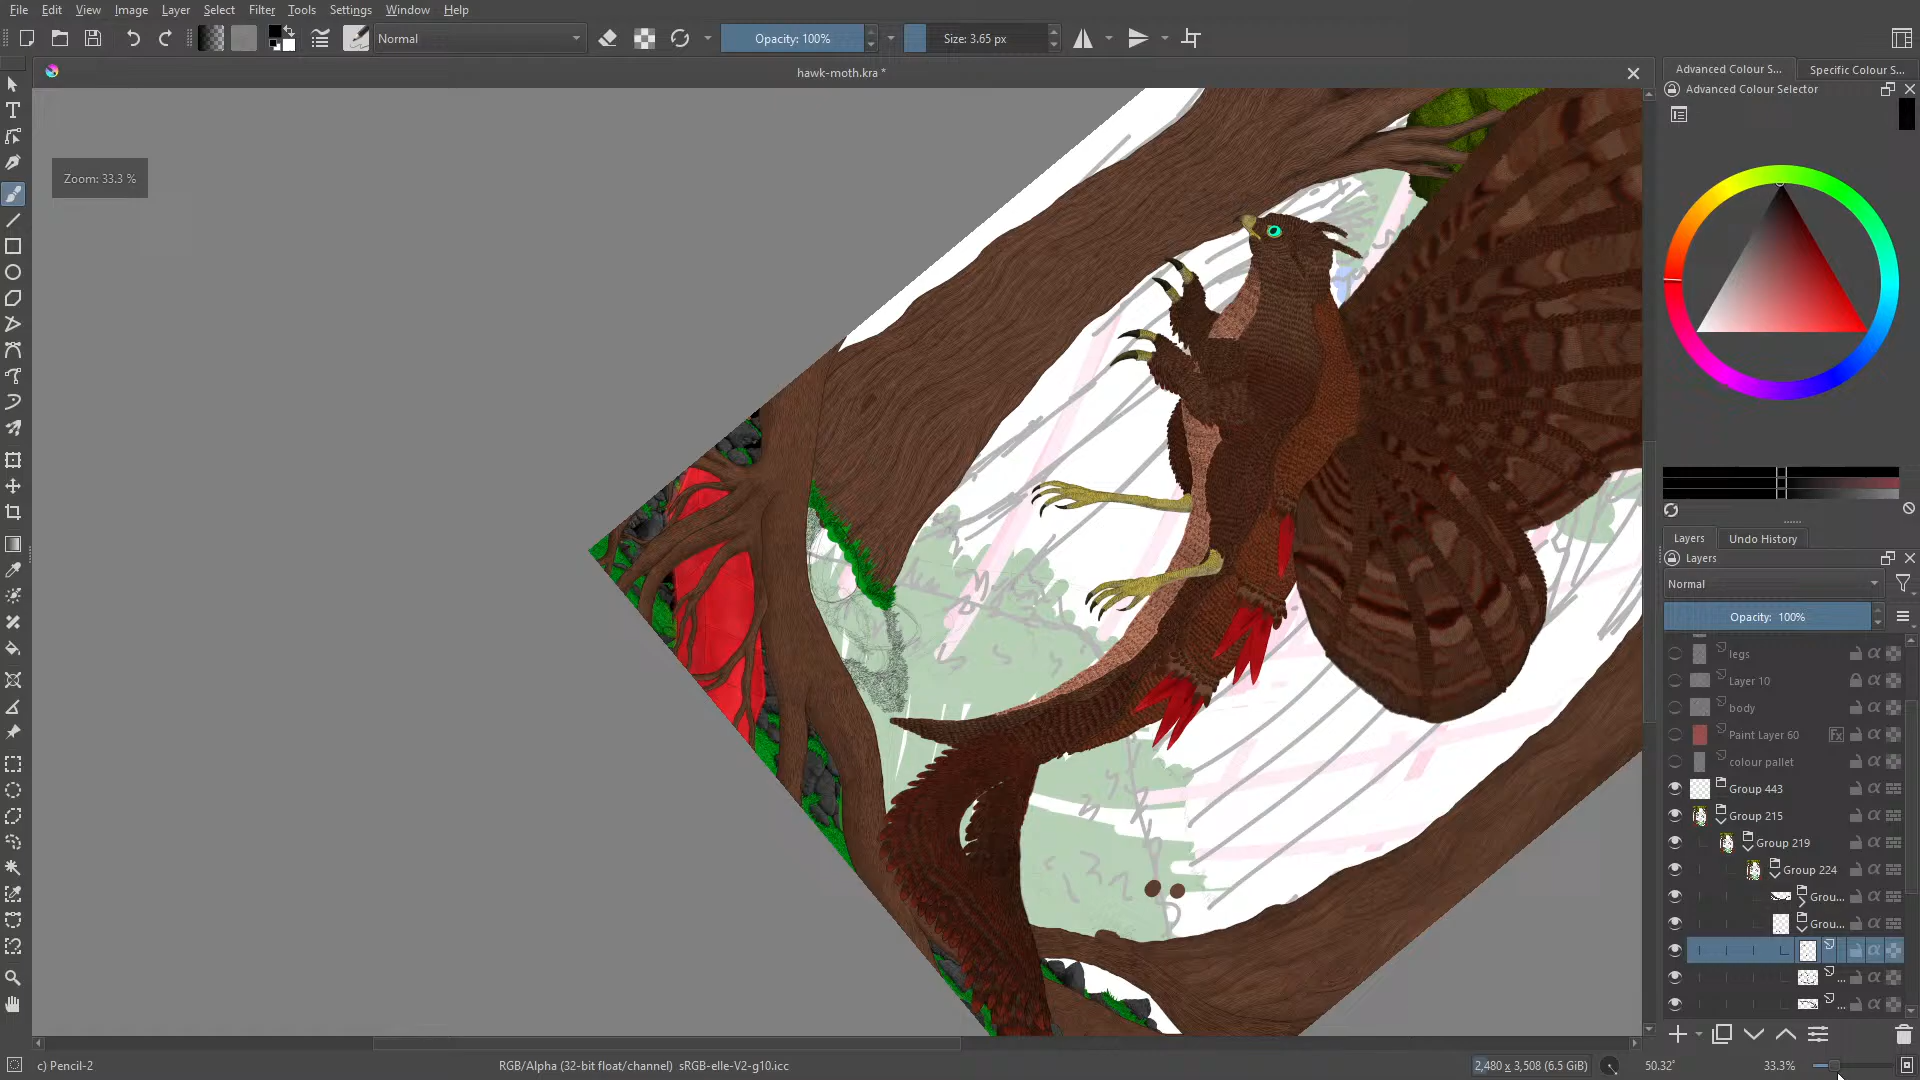 File Edit View Image Layer Select Filter Tools Settings Window Help
Normal Opacity: 100% Size: 3.65 px
hawk-moth.kra *
Advanced Colour S... Specific Colour S...
Advanced Colour Selector
Zoom: 33.3 %
Layers Undo History
Layers
Normal
Opacity: 100%
legs
Layer 10
body
Paint Layer 60 Fx
colour pallet
Group 443
Group 215
Group 219
Group 224
Grou...
Grou...
...
...
c) Pencil-2 RGB/Alpha (32-bit float/channel) sRGB-elle-V2-g10.icc 2,480 x 3,508 (6.5 GiB) 50.32° 33.3%